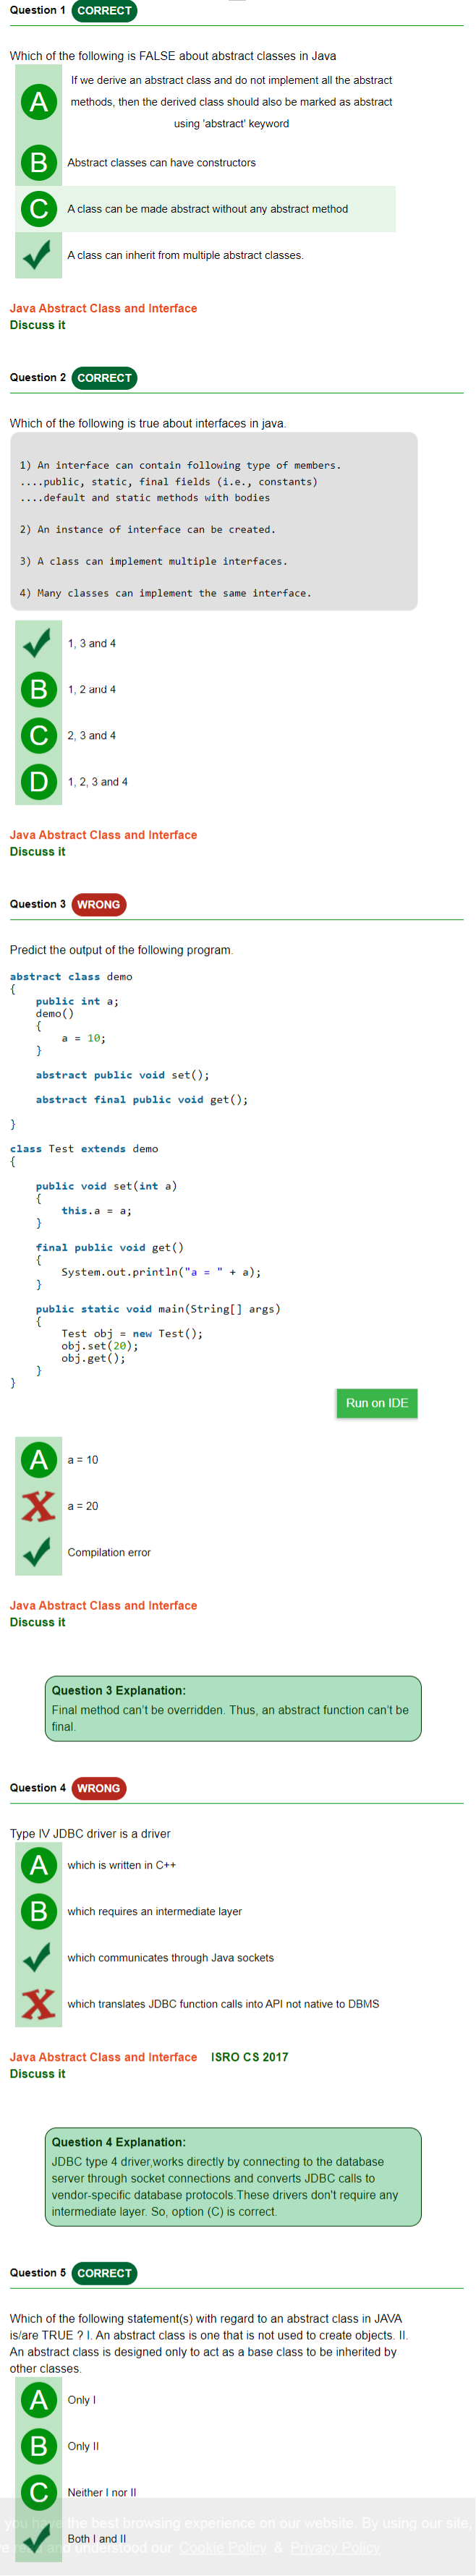 Question 1 CORRECT
Which of the following is FALSE about abstract classes in Java
A
If we derive an abstract class and do not implement all the abstract
methods, then the derived class should also be marked as abstract
using 'abstract' keyword
B Abstract classes can have constructors
C A class can be made abstract without any abstract method
A class can inherit from multiple abstract classes.
Java Abstract Class and Interface
Discuss it
Question 2 CORRECT
Which of the following is true about interfaces in java.
1) An interface can contain following type of members.
....public, static, final fields (i.e., constants)
....default and static methods with bodies
2) An instance of interface can be created.
3) A class can implement multiple interfaces.
4) Many classes can implement the same interface.
1, 3 and 4
B 1, 2 and 4
C 2, 3 and 4
D 1, 2, 3 and 4
Java Abstract Class and Interface
Discuss it
Question 3 WRONG
Predict the output of the following program.
abstract class demo
{
public int a;
demo()
{
a = 10;
}
abstract public void set();
abstract final public void get();
}
class Test extends demo
{
public void set(int a)
{
this.a = a;
}
final public void get()
{
System.out.println("a = " + a);
}
public static void main(String[] args)
{
Test obj = new Test();
obj.set(20);
obj.get();
}
}
Run on IDE
A a = 10
a = 20
Compilation error
Java Abstract Class and Interface
Discuss it
Question 3 Explanation:
Final method can't be overridden. Thus, an abstract function can't be
final.
Question 4 WRONG
Type IV JDBC driver is a driver
A which is written in C++
B which requires an intermediate layer
which communicates through Java sockets
which translates JDBC function calls into API not native to DBMS
Java Abstract Class and Interface ISRO CS 2017
Discuss it
Question 4 Explanation:
JDBC type 4 driver,works directly by connecting to the database
server through socket connections and converts JDBC calls to
vendor-specific database protocols.These drivers don't require any
intermediate layer. So, option (C) is correct.
Question 5 CORRECT
Which of the following statement(s) with regard to an abstract class in JAVA
is/are TRUE ? I. An abstract class is one that is not used to create objects. II.
An abstract class is designed only to act as a base class to be inherited by
other classes.
A Only I
B Only II
C Neither I nor II
you have the best browsing experience on our website. By using our site,
Both I and II
and understood our Cookie Policy & Privacy Policy